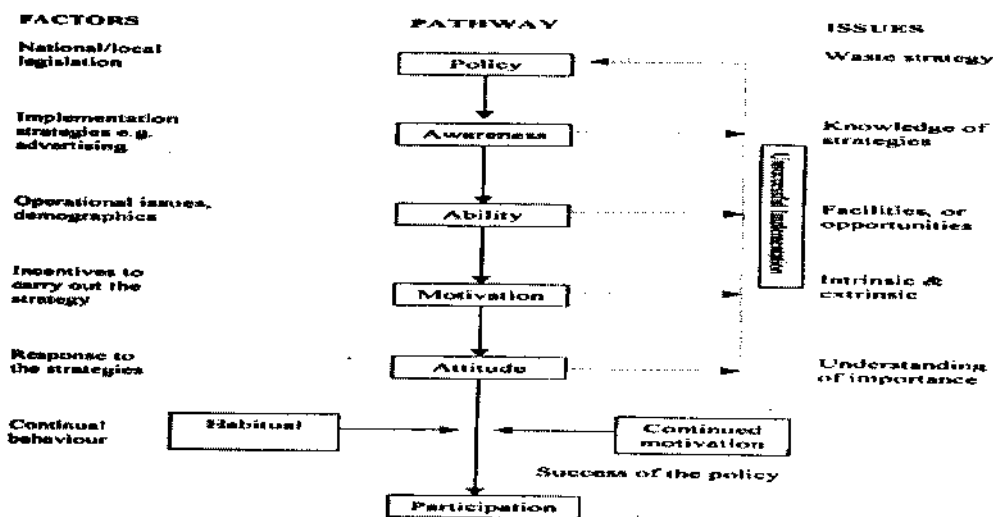 FACTORS
PATHWAY
ISSUES
National/local
legislation
Policy
Waste strategy
Implementation
strategies e.g.
advertising
Awareness
Knowledge of
strategies
Operational issues,
demographics
Ability
Facilities, or
opportunities
Incentives to
carry out the
strategy
Motivation
Intrinsic &
extrinsic
Response to
the strategies
Attitude
Understanding
of importance
Continual
behaviour
Habitual
Continued
motivation
Success of the policy
Participation